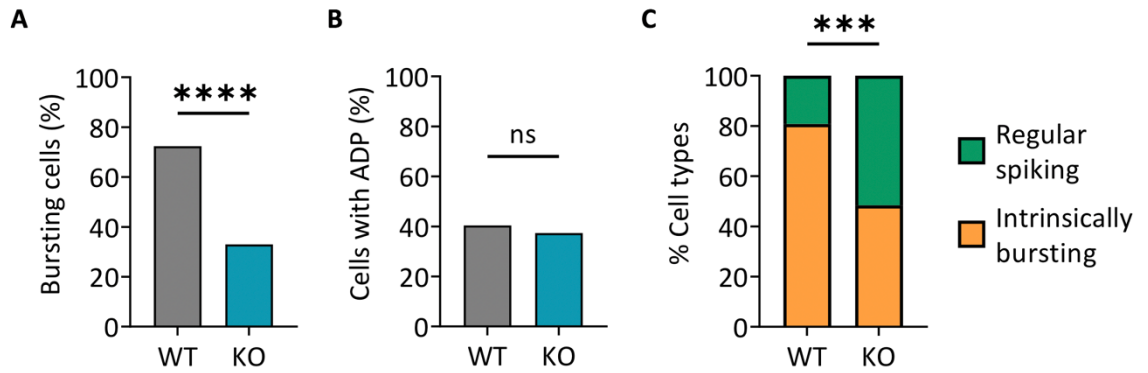 A
Bursting cells (%)
100
80
60
40
20
0
****
WT
KO
B
Cells with ADP (%)
100
80
60
40
20
0
ns
WT
KO
C
% Cell types
100
80
60
40
20
0
***
WT
KO
Regular
spiking
Intrinsically
bursting